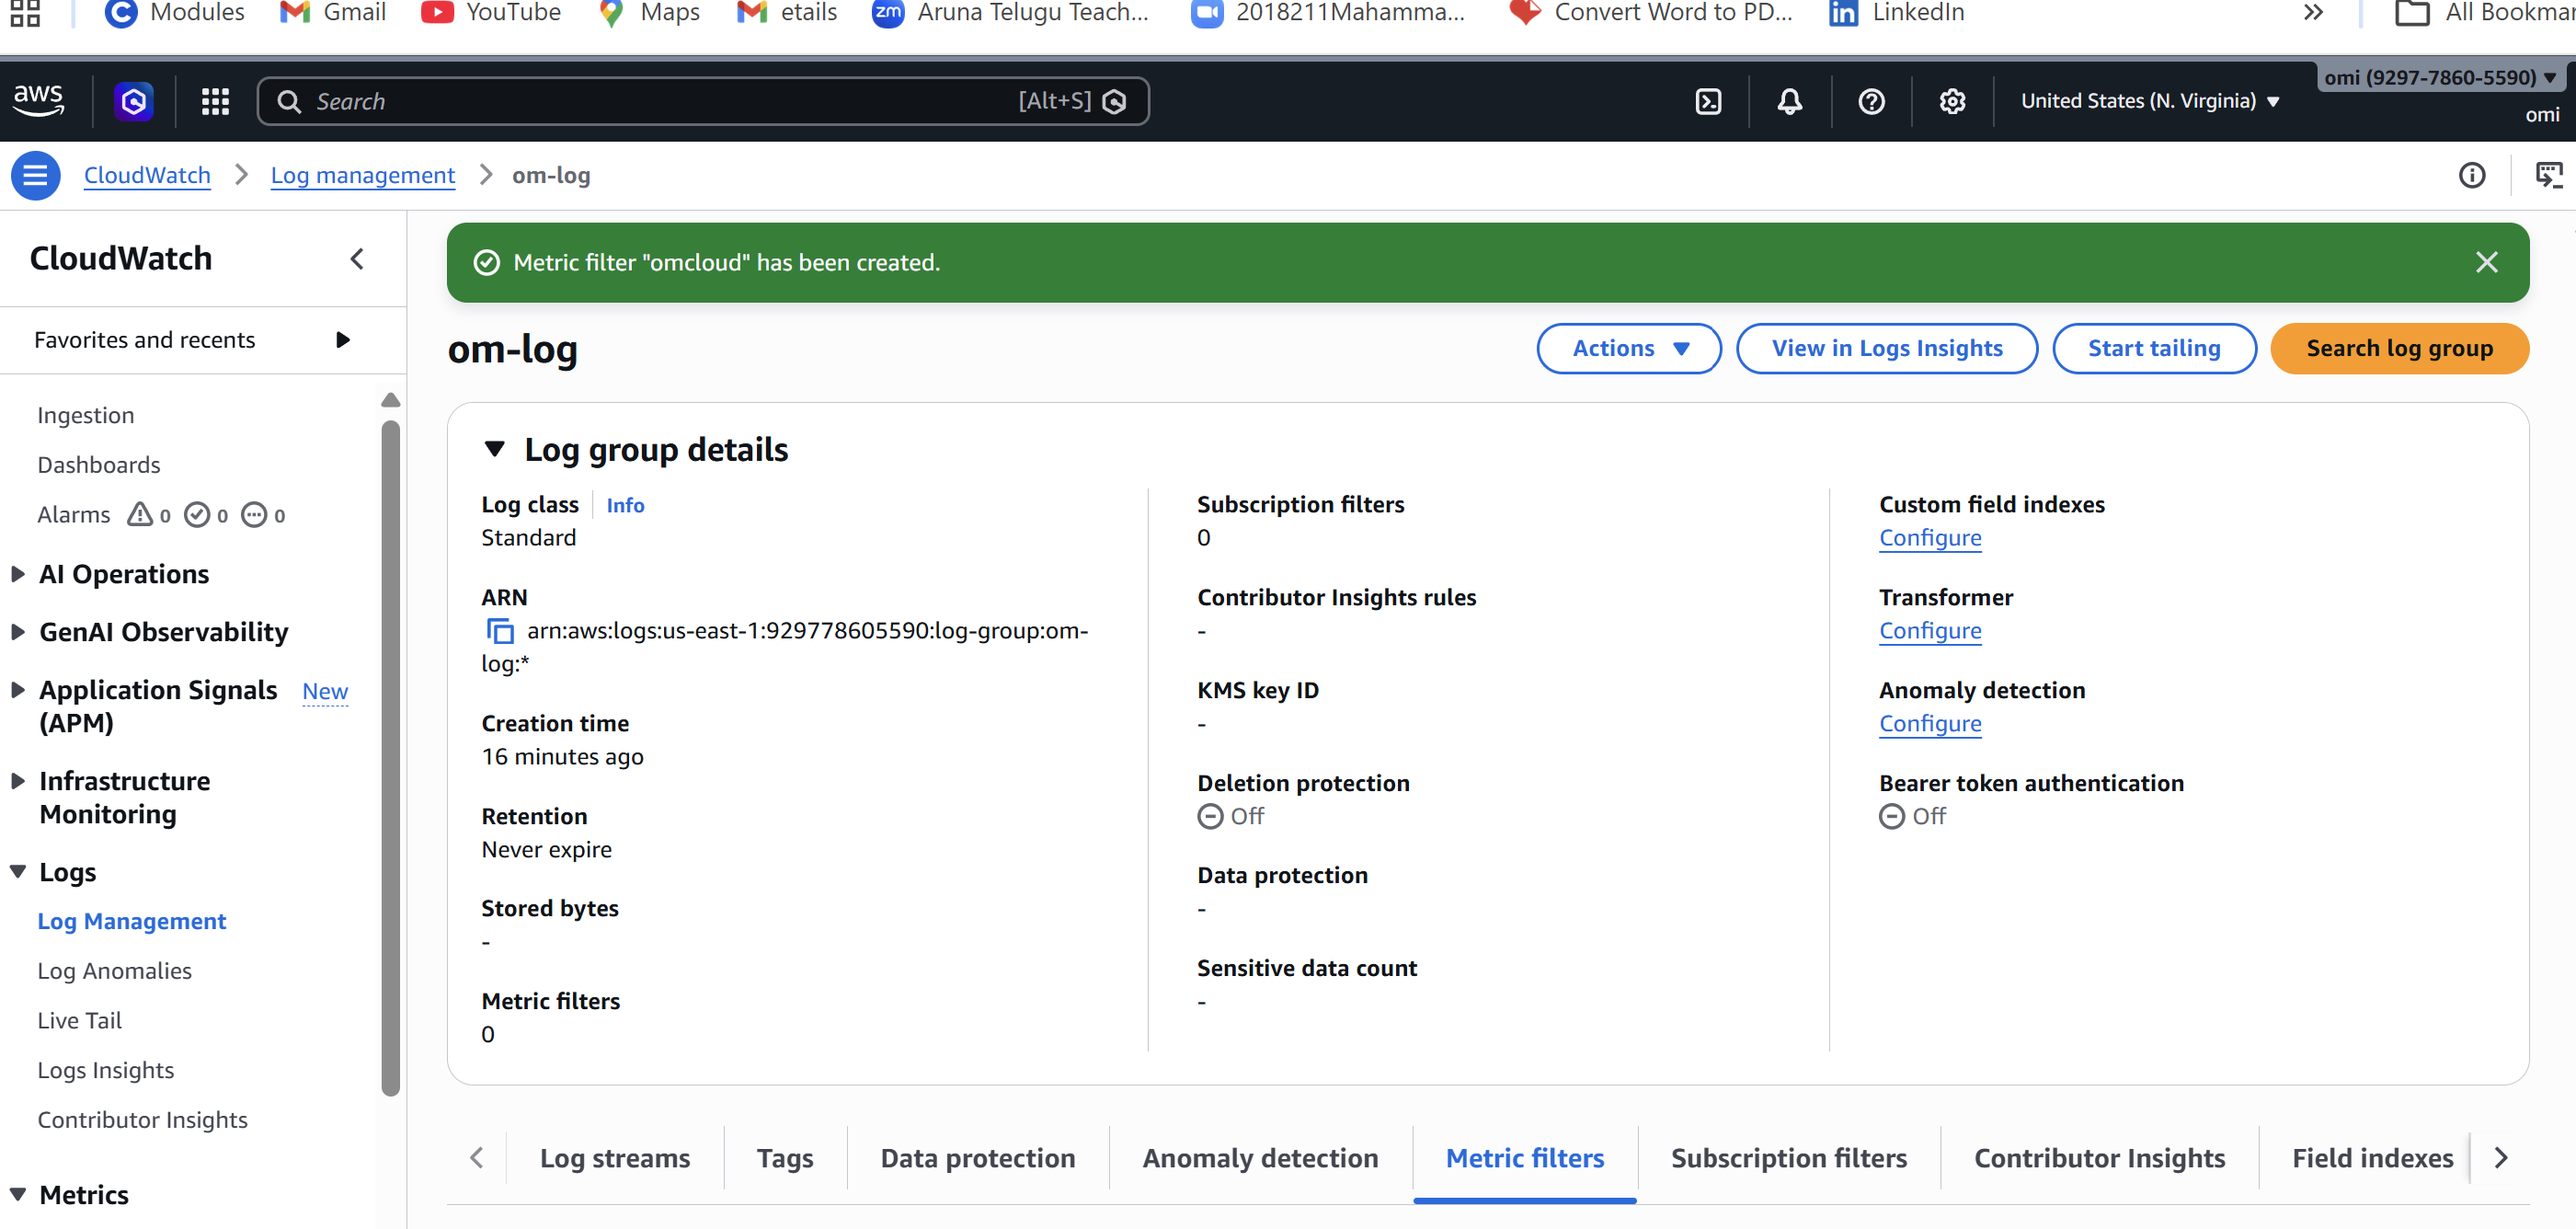 Modules Gmail YouTube Maps etails Aruna Telugu Teach... 2018211Mahamma... Convert Word to PD... LinkedIn » All Bookmar
aws Search [Alt+S] United States (N. Virginia) omi (9297-7860-5590)
omi
CloudWatch > Log management > om-log
CloudWatch
Favorites and recents
Ingestion
Dashboards
Alarms 0 0 0
AI Operations
GenAI Observability
Application Signals New
(APM)
Infrastructure
Monitoring
Logs
Log Management
Log Anomalies
Live Tail
Logs Insights
Contributor Insights
Metrics
Metric filter "omcloud" has been created.
om-log
Actions View in Logs Insights Start tailing Search log group
Log group details
Log class Info
Standard
ARN
arn:aws:logs:us-east-1:929778605590:log-group:om-
log:*
Creation time
16 minutes ago
Retention
Never expire
Stored bytes
-
Metric filters
0
Subscription filters
0
Contributor Insights rules
-
KMS key ID
-
Deletion protection
Off
Data protection
-
Sensitive data count
-
Custom field indexes
Configure
Transformer
Configure
Anomaly detection
Configure
Bearer token authentication
Off
Log streams Tags Data protection Anomaly detection Metric filters Subscription filters Contributor Insights Field indexes